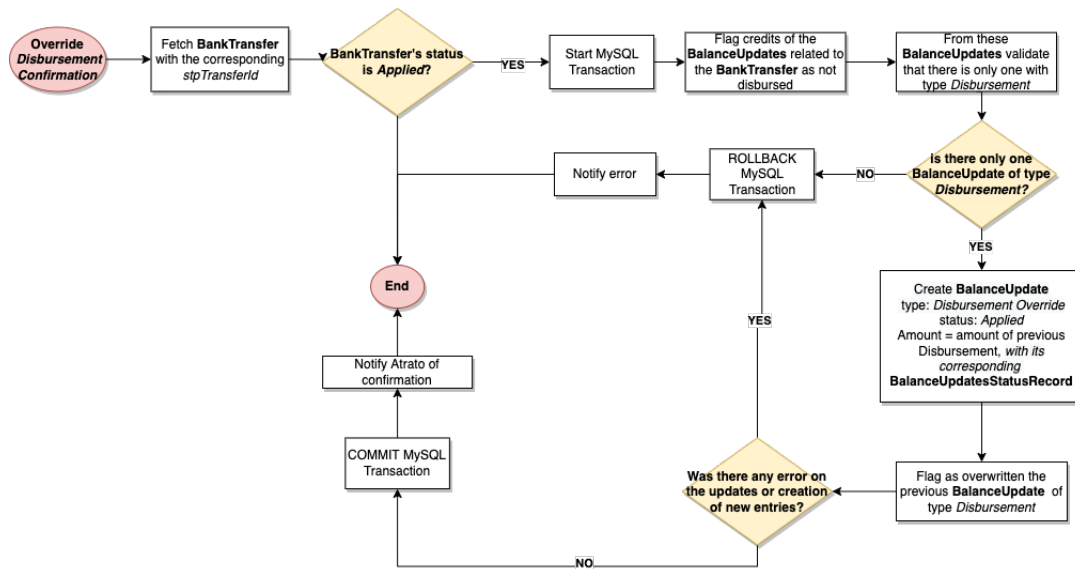 Override
Disbursement
Confirmation
Fetch BankTransfer
with the corresponding
stpTransferId
BankTransfer's status
is Applied?
YES
Start MySQL
Transaction
Flag credits of the
BalanceUpdates related to
the BankTransfer as not
disbursed
From these
BalanceUpdates validate
that there is only one with
type Disbursement
Is there only one
BalanceUpdate of type
Disbursement?
NO
ROLLBACK
MySQL
Transaction
Notify error
YES
End
Create BalanceUpdate
type: Disbursement Override
status: Applied
Amount = amount of previous
Disbursement, with its
corresponding
BalanceUpdatesStatusRecord
YES
Notify Atrato of
confirmation
COMMIT MySQL
Transaction
Was there any error on
the updates or creation
of new entries?
Flag as overwritten the
previous BalanceUpdate of
type Disbursement
NO